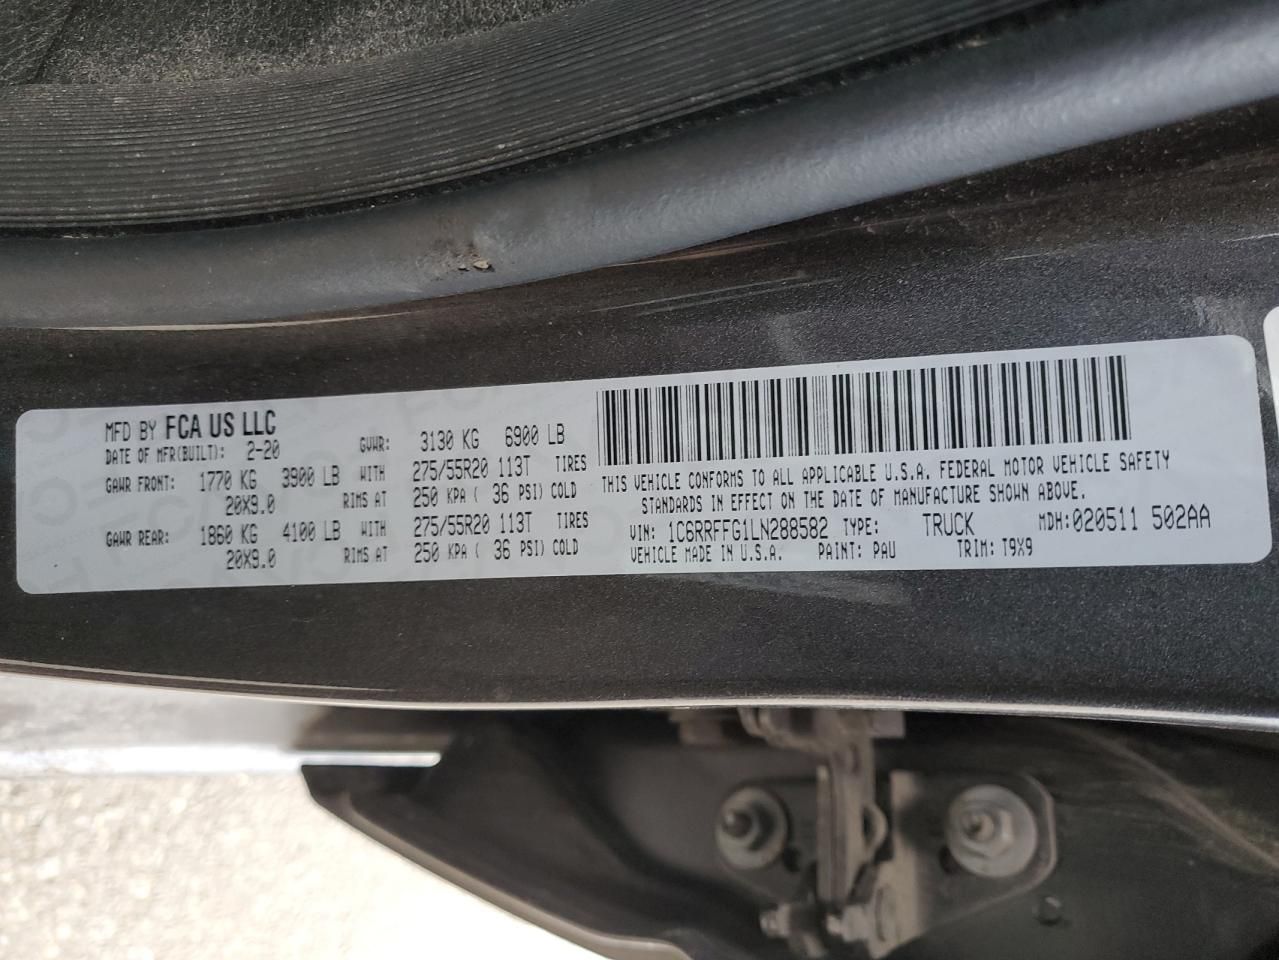 MFD BY FCA US LLC
DATE OF MFR(BUILT): 2-20 GVWR: 3130 KG 6900 LB
GAWR FRONT: 1770 KG 3900 LB WITH 275/55R20 113T TIRES
20X9.0 RIMS AT 250 KPA ( 36 PSI) COLD
GAWR REAR: 1860 KG 4100 LB WITH 275/55R20 113T TIRES
20X9.0 RIMS AT 250 KPA ( 36 PSI) COLD
THIS VEHICLE CONFORMS TO ALL APPLICABLE U.S.A. FEDERAL MOTOR VEHICLE SAFETY
STANDARDS IN EFFECT ON THE DATE OF MANUFACTURE SHOWN ABOVE.
VIN: 1C6RRFFG1LN288582 TYPE: TRUCK MDH:020511 502AA
VEHICLE MADE IN U.S.A. PAINT: PAU TRIM: T9X9